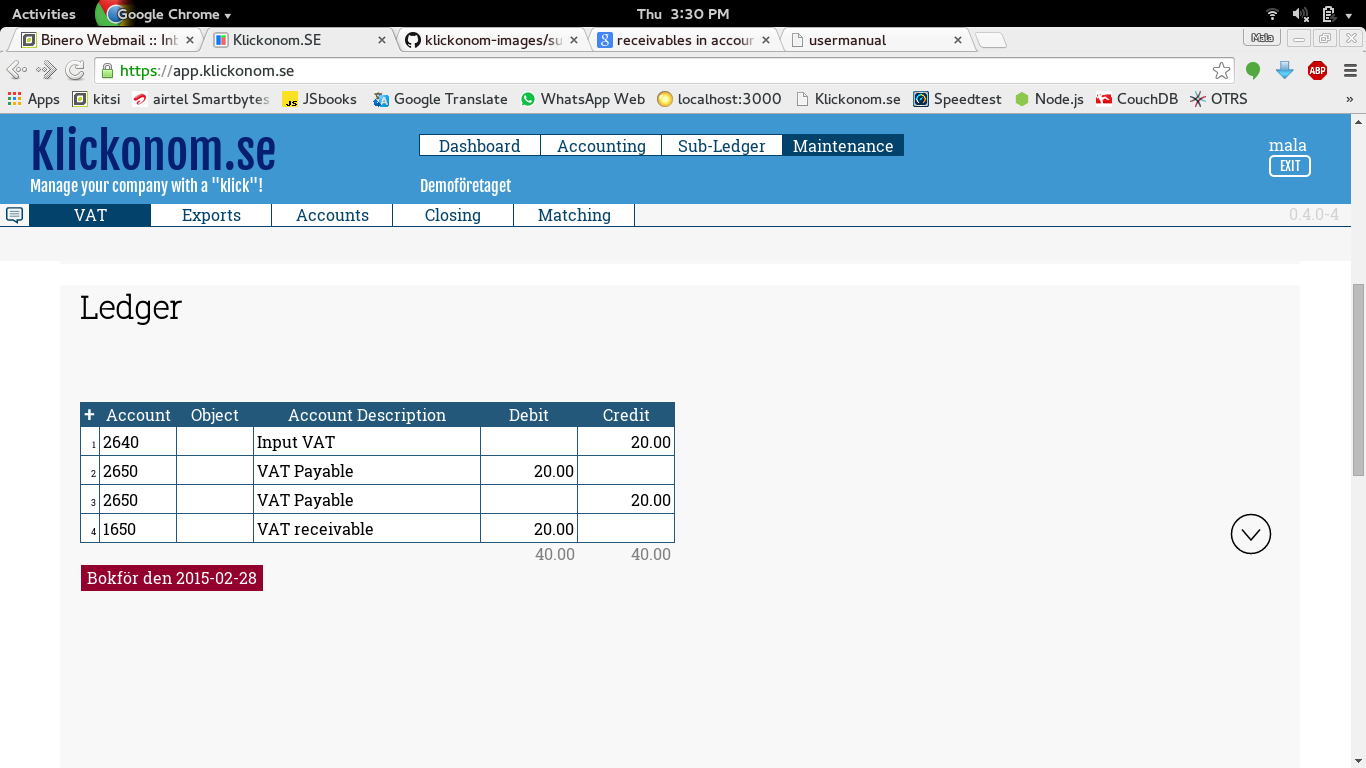 Activities Google Chrome Thu 3:30 PM
Binero Webmail :: Int Klickonom.SE klickonom-images/su receivables in accour usermanual Mala
https://app.klickonom.se ABP
Apps kitsi airtel Smartbytes JS JSbooks Google Translate WhatsApp Web localhost:3000 Klickonom.se Speedtest Node.js CouchDB OTRS »
Klickonom.se
Manage your company with a "klick"!
Dashboard Accounting Sub-Ledger Maintenance
Demoföretaget
mala
EXIT
VAT Exports Accounts Closing Matching 0.4.0-4
Ledger
+ Account Object Account Description Debit Credit
1 2640 Input VAT 20.00
2 2650 VAT Payable 20.00
3 2650 VAT Payable 20.00
4 1650 VAT receivable 20.00
40.00 40.00
Bokför den 2015-02-28